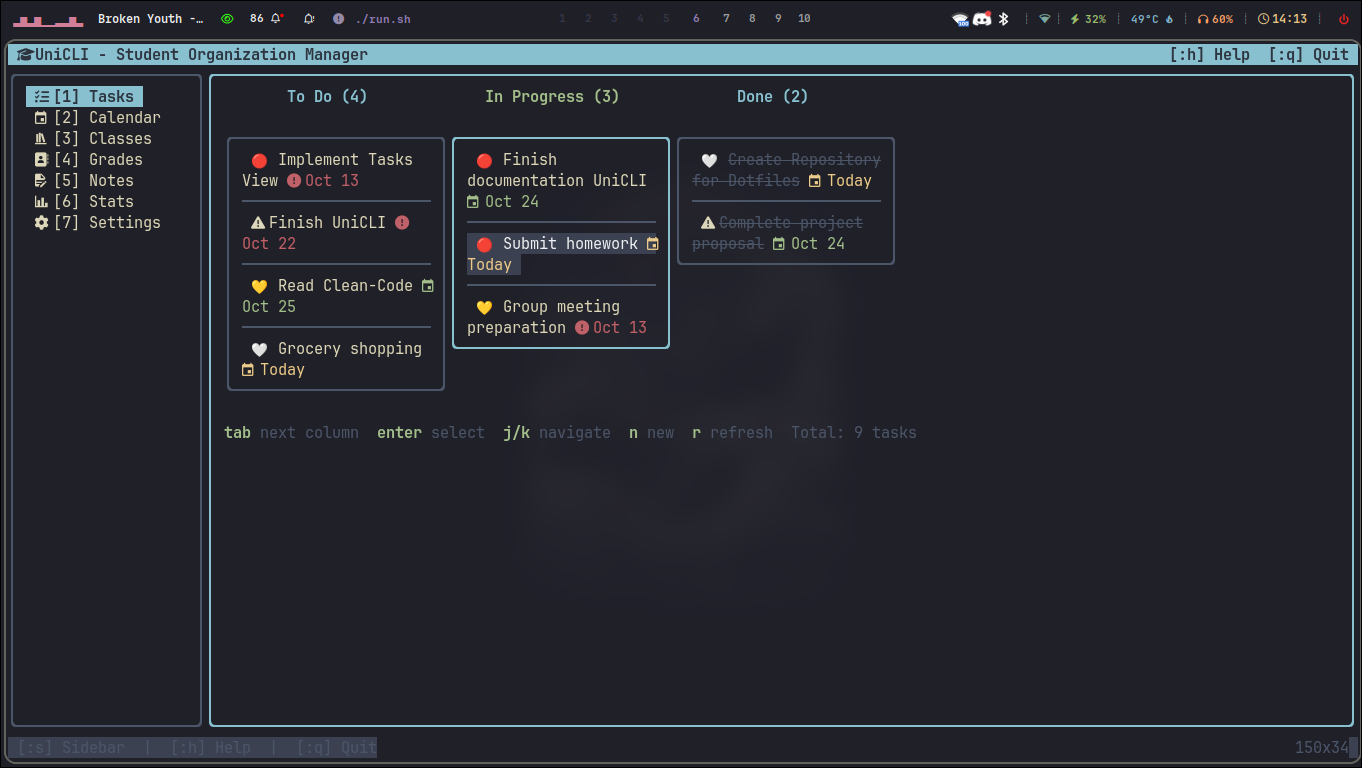 Broken Youth -… 86 ./run.sh 1 2 3 4 5 6 7 8 9 10 32% 49°C 60% 14:13
UniCLI - Student Organization Manager [:h] Help [:q] Quit
[1] Tasks
[2] Calendar
[3] Classes
[4] Grades
[5] Notes
[6] Stats
[7] Settings
To Do (4) In Progress (3) Done (2)
Implement Tasks
View Oct 13
Finish UniCLI
Oct 22
Read Clean-Code
Oct 25
Grocery shopping
Today
Finish
documentation UniCLI
Oct 24
Submit homework
Today
Group meeting
preparation Oct 13
Create Repository
for Dotfiles Today
Complete project
proposal Oct 24
tab next column enter select j/k navigate n new r refresh Total: 9 tasks
[:s] Sidebar | [:h] Help | [:q] Quit 150x34